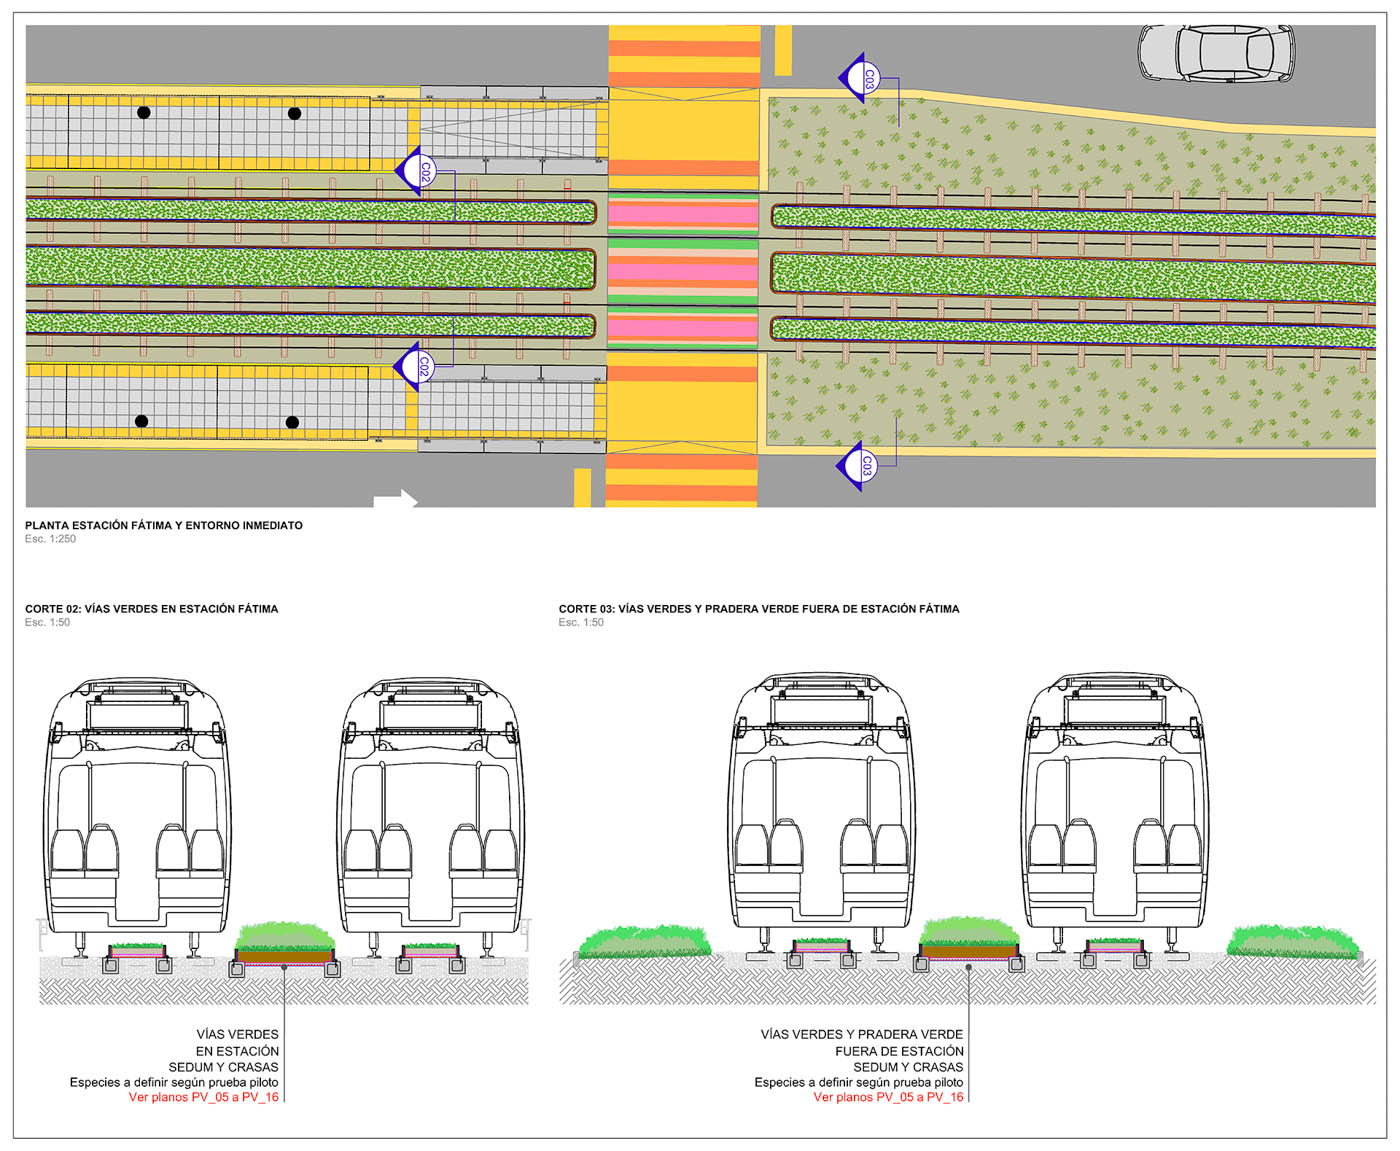 C03
C02
C02
C03
PLANTA ESTACIÓN FÁTIMA Y ENTORNO INMEDIATO
Esc. 1:250
CORTE 02: VÍAS VERDES EN ESTACIÓN FÁTIMA
Esc. 1:50
CORTE 03: VÍAS VERDES Y PRADERA VERDE FUERA DE ESTACIÓN FÁTIMA
Esc. 1:50
VÍAS VERDES
EN ESTACIÓN
SEDUM Y CRASAS
Especies a definir según prueba piloto
Ver planos PV_05 a PV_16
VÍAS VERDES Y PRADERA VERDE
FUERA DE ESTACIÓN
SEDUM Y CRASAS
Especies a definir según prueba piloto
Ver planos PV_05 a PV_16